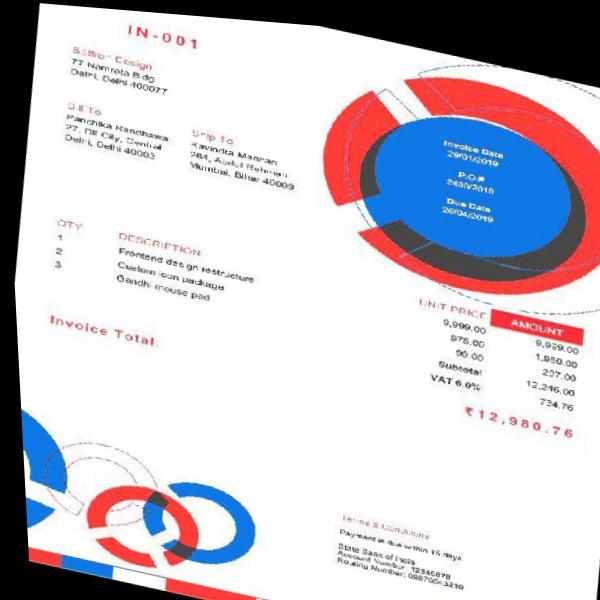 IN-001
Saffron Design
77 Namrata Bldg
Delhi, Delhi 400077
Bill To
Panchika Randhawa
27, Dil City, Central
Delhi, Delhi 40003
Ship To
Kavindra Mannan
264, Abdul Rehman
Mumbai, Bihar 40009
Invoice Date
29/01/2019
P.O.#
2430/2019
Due Date
26/04/2019
QTY DESCRIPTION UNIT PRICE AMOUNT
1 Frontend design restructure 9,999.00 9,999.00
2 Custom icon package 975.00 1,950.00
3 Gandhi mouse pad 99.00 297.00
Subtotal 12,246.00
VAT 6.0% 734.76
Invoice Total: ₹12,980.76
Terms & Conditions
Payment is due within 15 days
State Bank of India
Account Number: 12345678
Routing Number: